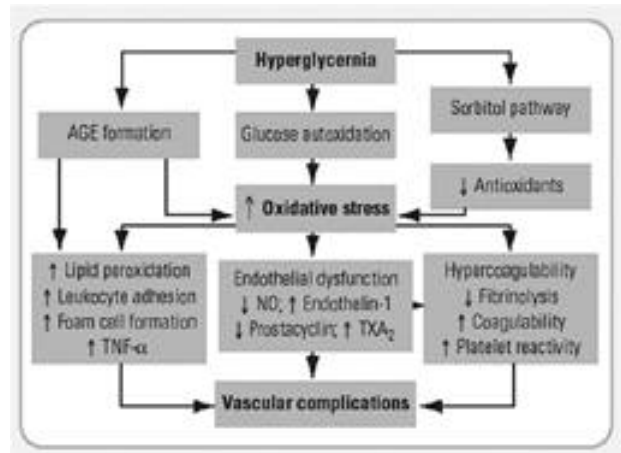 Hyperglycernia
AGE formation
Glucose autoxidation
Sorbitol pathway
↓ Antioxidants
↑ Oxidative stress
↑ Lipid peroxidation
↑ Leukocyte adhesion
↑ Foam cell formation
↑ TNF-α
Endothelial dysfunction
↓ NO; ↑ Endothelin-1
↓ Prostacyclin; ↑ TXA₂
Hypercoagulability
↓ Fibrinolysis
↑ Coagulability
↑ Platelet reactivity
Vascular complications